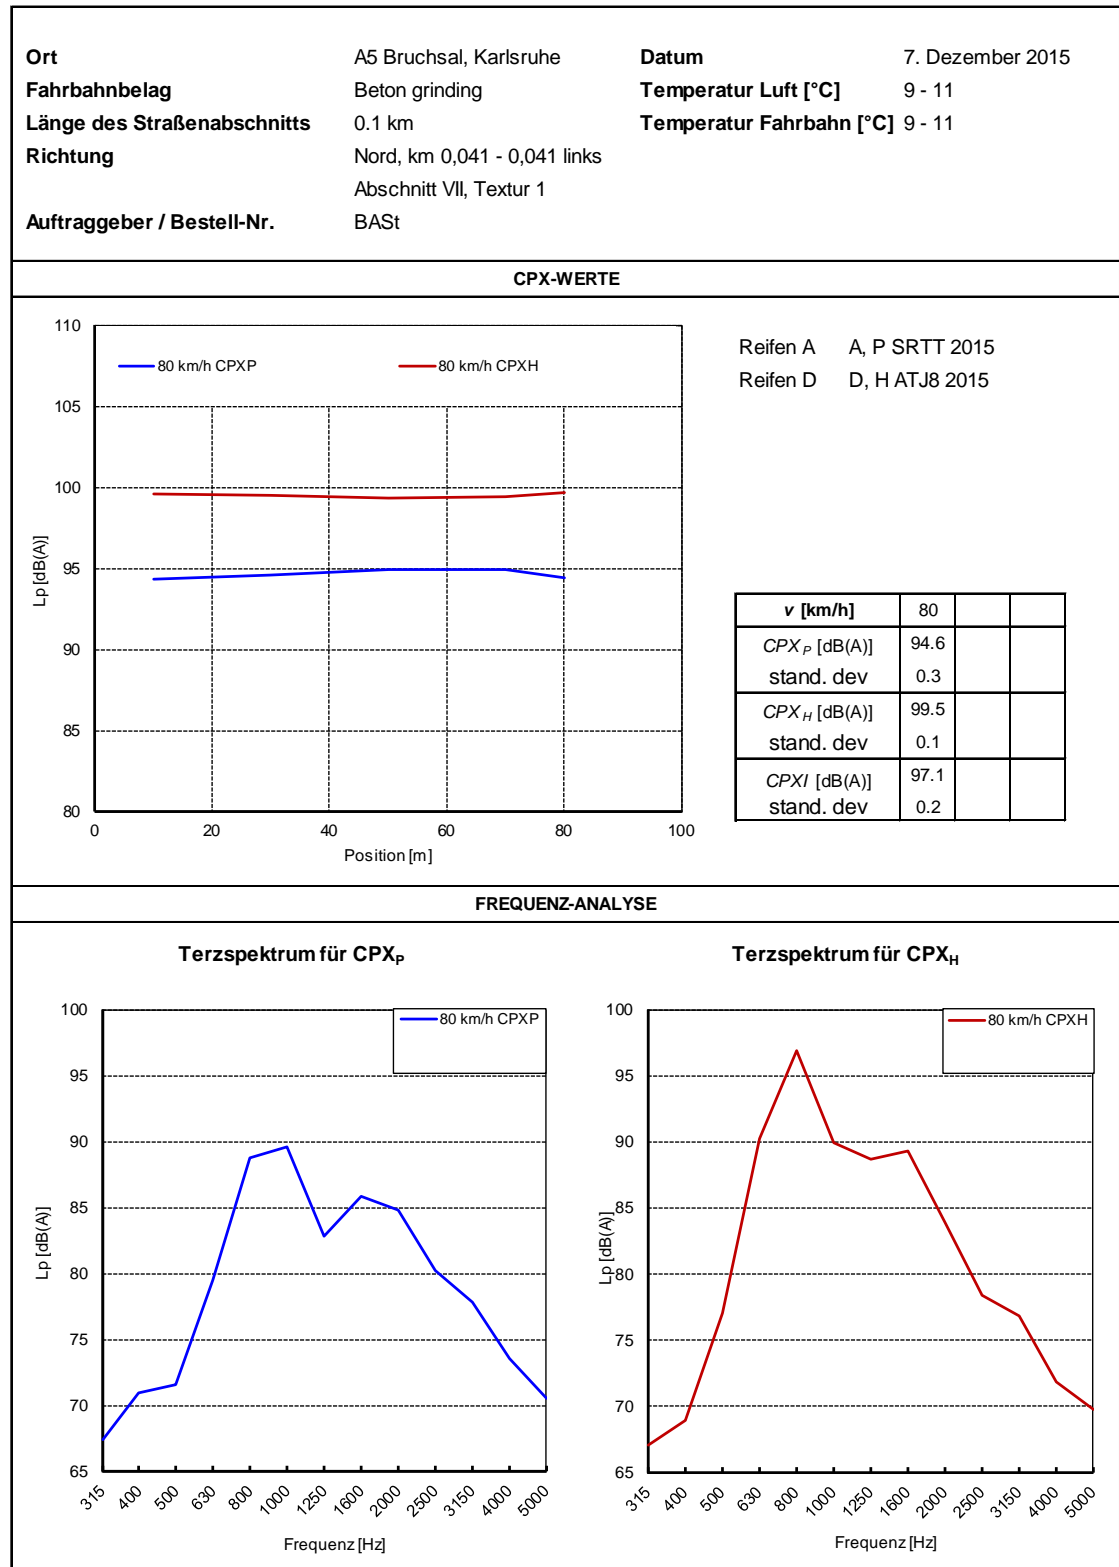 Ort A5 Bruchsal, Karlsruhe Datum 7. Dezember 2015
Fahrbahnbelag Beton grinding Temperatur Luft [°C] 9 - 11
Länge des Straßenabschnitts 0.1 km Temperatur Fahrbahn [°C] 9 - 11
Richtung Nord, km 0,041 - 0,041 links
Abschnitt VII, Textur 1
Auftraggeber / Bestell-Nr. BASt
CPX-WERTE
110
105
100
95
90
85
80
Lp [dB(A)]
80 km/h CPXP 80 km/h CPXH
0 20 40 60 80 100
Position [m]
Reifen A A, P SRTT 2015
Reifen D D, H ATJ8 2015
v [km/h] 80
CPX P [dB(A)] 94.6
stand. dev 0.3
CPX H [dB(A)] 99.5
stand. dev 0.1
CPXI [dB(A)] 97.1
stand. dev 0.2
FREQUENZ-ANALYSE
Terzspektrum für CPXP
100
95
90
85
80
75
70
65
Lp [dB(A)]
80 km/h CPXP
315 400 500 630 800 1000 1250 1600 2000 2500 3150 4000 5000
Frequenz [Hz]
Terzspektrum für CPXH
100
95
90
85
80
75
70
65
Lp [dB(A)]
80 km/h CPXH
315 400 500 630 800 1000 1250 1600 2000 2500 3150 4000 5000
Frequenz [Hz]